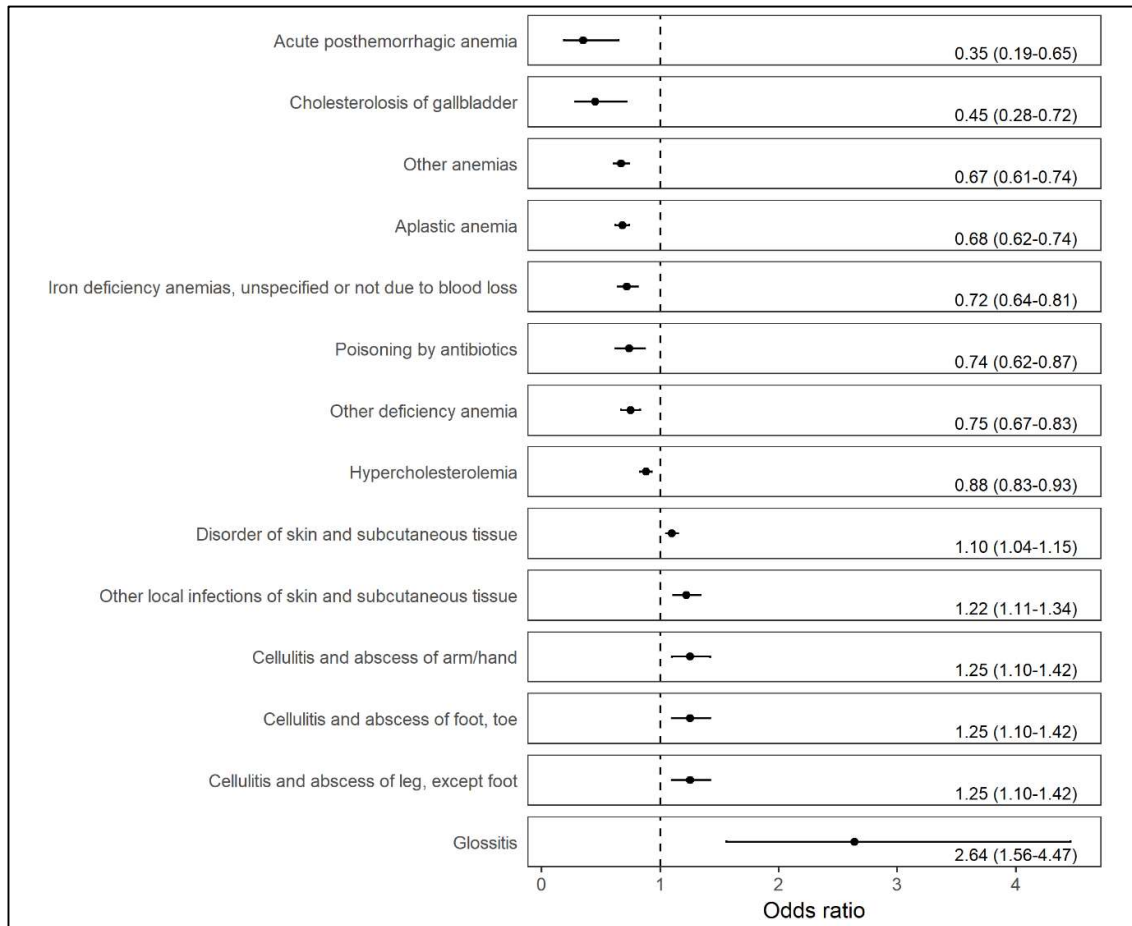 Acute posthemorrhagic anemia
0.35 (0.19-0.65)
Cholesterolosis of gallbladder
0.45 (0.28-0.72)
Other anemias
0.67 (0.61-0.74)
Aplastic anemia
0.68 (0.62-0.74)
Iron deficiency anemias, unspecified or not due to blood loss
0.72 (0.64-0.81)
Poisoning by antibiotics
0.74 (0.62-0.87)
Other deficiency anemia
0.75 (0.67-0.83)
Hypercholesterolemia
0.88 (0.83-0.93)
Disorder of skin and subcutaneous tissue
1.10 (1.04-1.15)
Other local infections of skin and subcutaneous tissue
1.22 (1.11-1.34)
Cellulitis and abscess of arm/hand
1.25 (1.10-1.42)
Cellulitis and abscess of foot, toe
1.25 (1.10-1.42)
Cellulitis and abscess of leg, except foot
1.25 (1.10-1.42)
Glossitis
2.64 (1.56-4.47)
0 1 2 3 4
Odds ratio